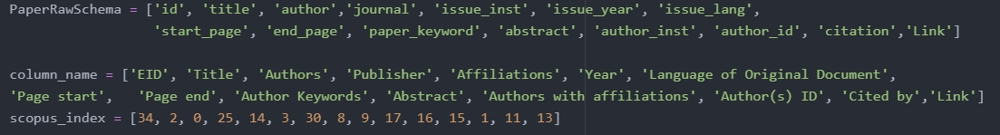 PaperRawSchema = ['id', 'title', 'author','journal', 'issue_inst', 'issue_year', 'issue_lang',
'start_page', 'end_page', 'paper_keyword', 'abstract', 'author_inst', 'author_id', 'citation','Link']
column_name = ['EID', 'Title', 'Authors', 'Publisher', 'Affiliations', 'Year', 'Language of Original Document',
'Page start', 'Page end', 'Author Keywords', 'Abstract', 'Authors with affiliations', 'Author(s) ID', 'Cited by','Link']
scopus_index = [34, 2, 0, 25, 14, 3, 30, 8, 9, 17, 16, 15, 1, 11, 13]